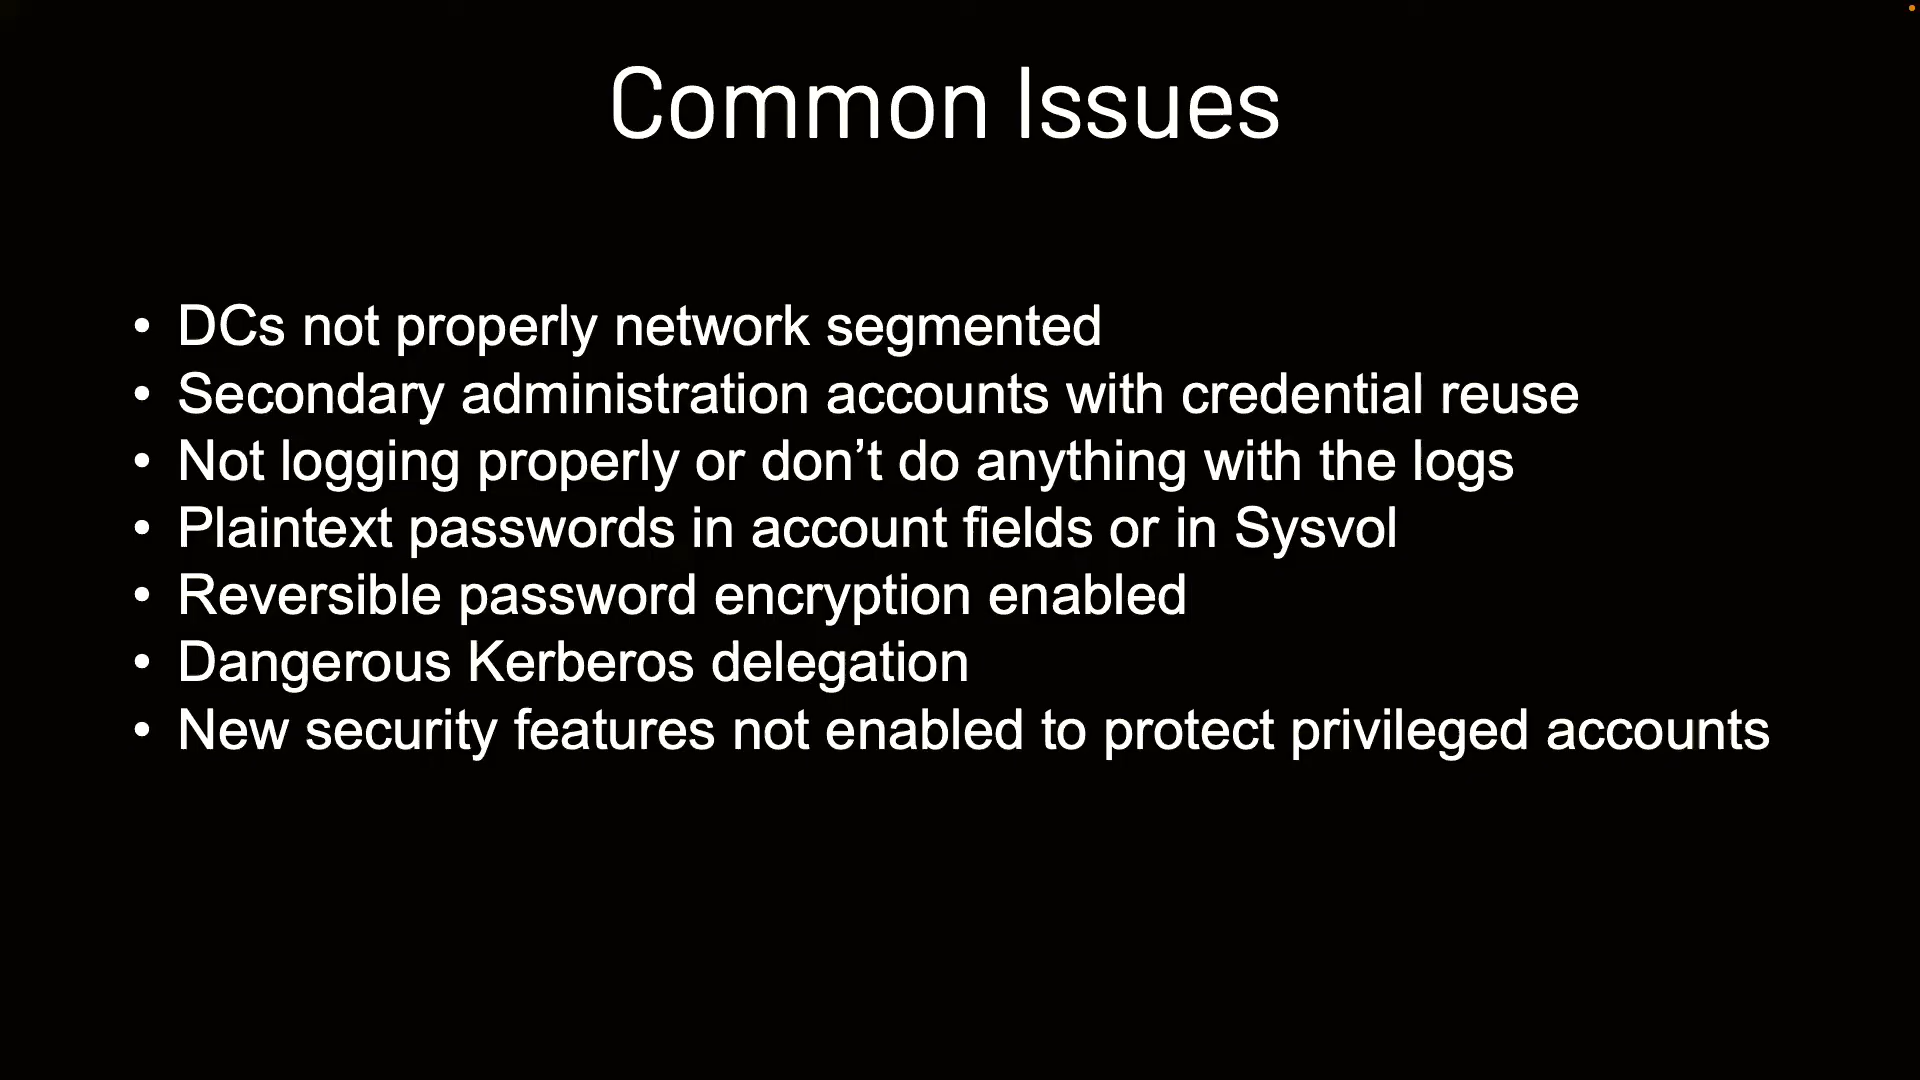 Common Issues
• DCs not properly network segmented
• Secondary administration accounts with credential reuse
• Not logging properly or don’t do anything with the logs
• Plaintext passwords in account fields or in Sysvol
• Reversible password encryption enabled
• Dangerous Kerberos delegation
• New security features not enabled to protect privileged accounts